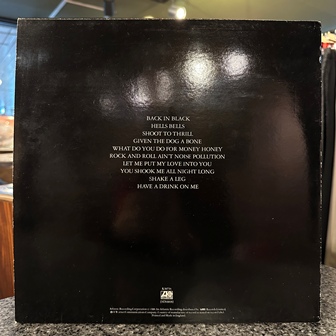 BACK IN BLACK
HELLS BELLS
SHOOT TO THRILL
GIVEN THE DOG A BONE
WHAT DO YOU DO FOR MONEY HONEY
ROCK AND ROLL AIN'T NOISE POLLUTION
LET ME PUT MY LOVE INTO YOU
YOU SHOOK ME ALL NIGHT LONG
SHAKE A LEG
HAVE A DRINK ON ME